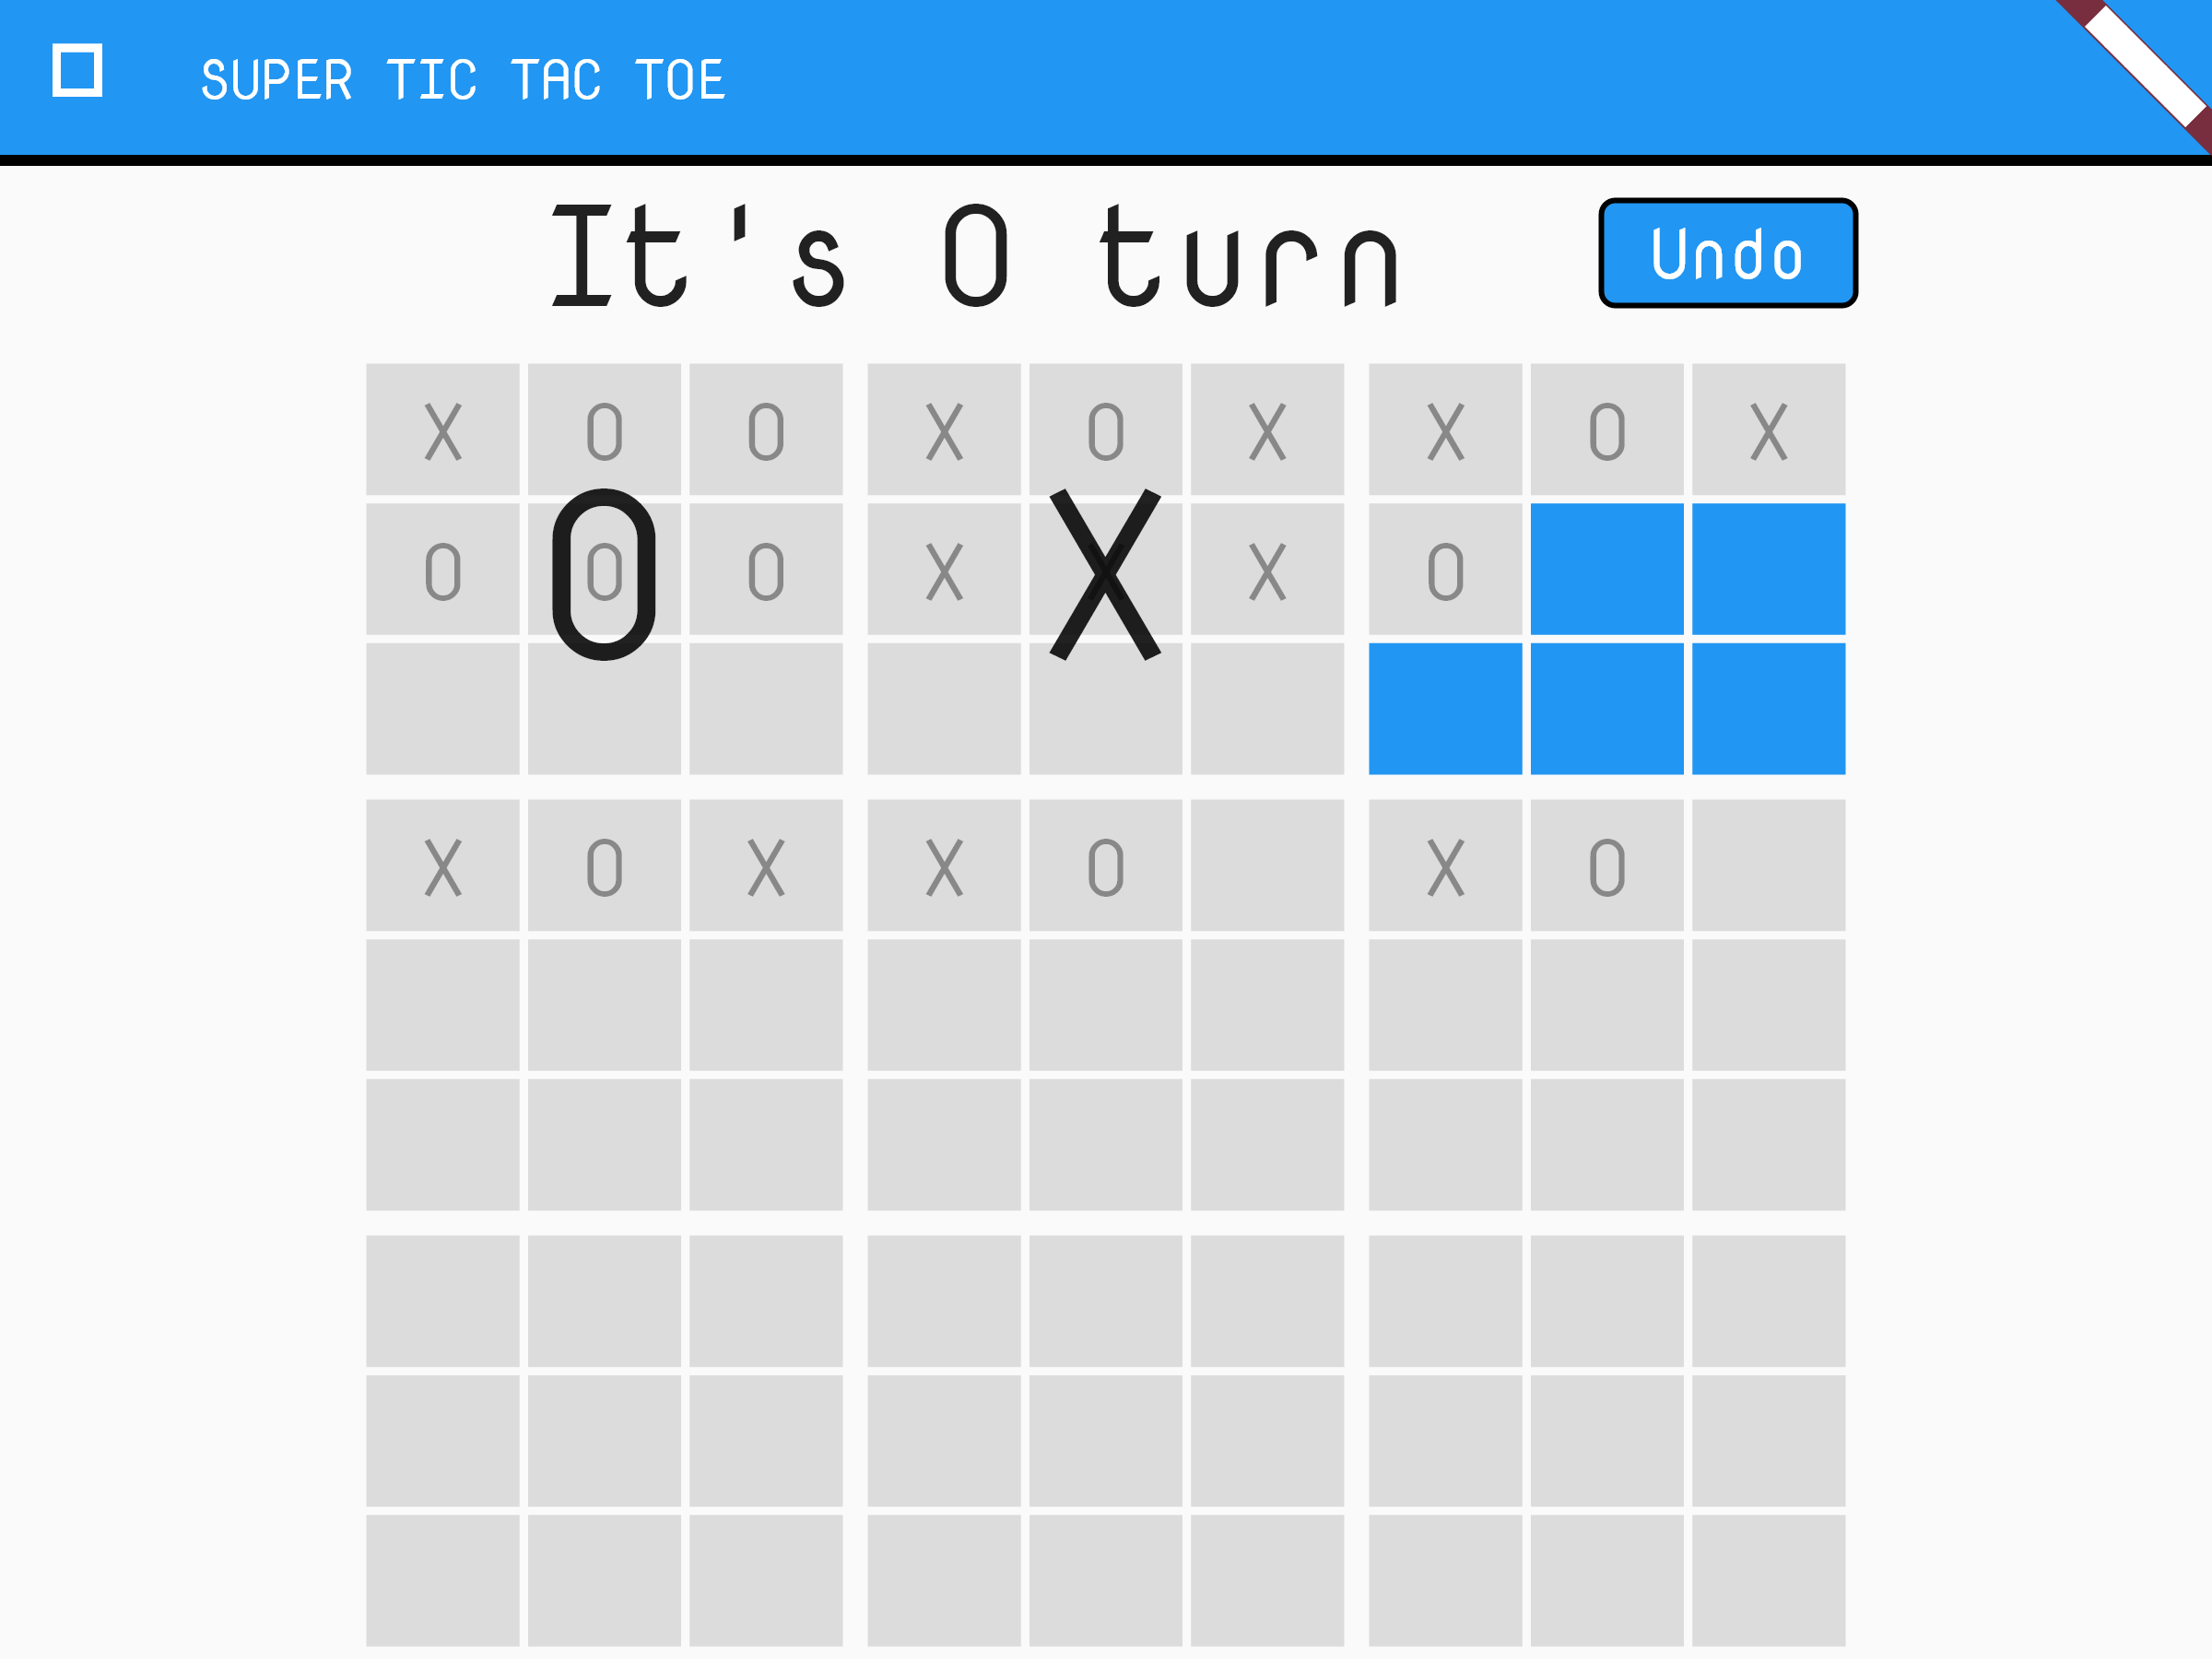 SUPER TIC TAC TOE
It's O turn
Undo
X O O X O X X O X
O O O X X X O
O X
X O X X O X O